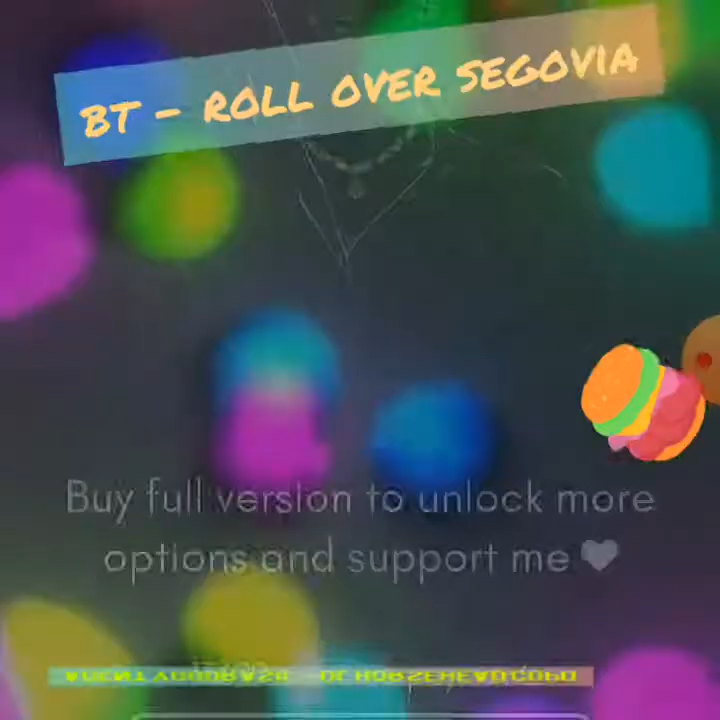 BT - ROLL OVER SEGOVIA
Buy full version to unlock more
options and support me ♥